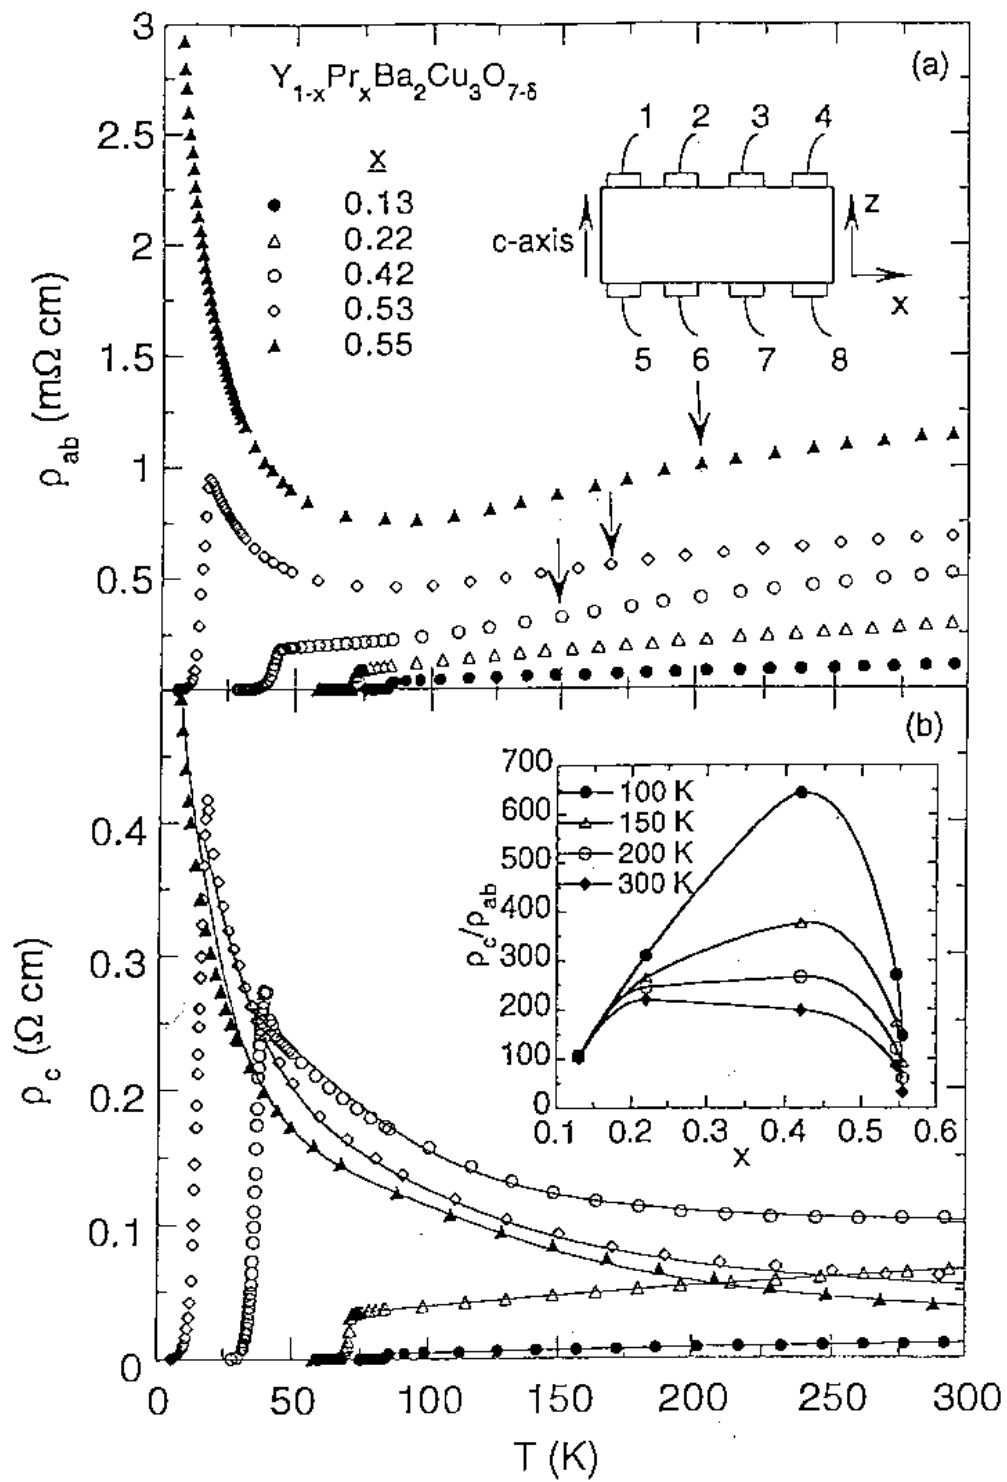 3
2.5
2
1.5
1
0.5
ρab (mΩ cm)
(a)
Y1-xPrxBa2Cu3O7-δ
x
0.13
0.22
0.42
0.53
0.55
1 2 3 4
c-axis
z
x
5 6 7 8
(b)
0.4
0.3
0.2
0.1
0
ρc (Ω cm)
700
600
500
400
300
200
100
0
ρc/ρab
100 K
150 K
200 K
300 K
0.1 0.2 0.3 0.4 0.5 0.6
x
0 50 100 150 200 250 300
T (K)